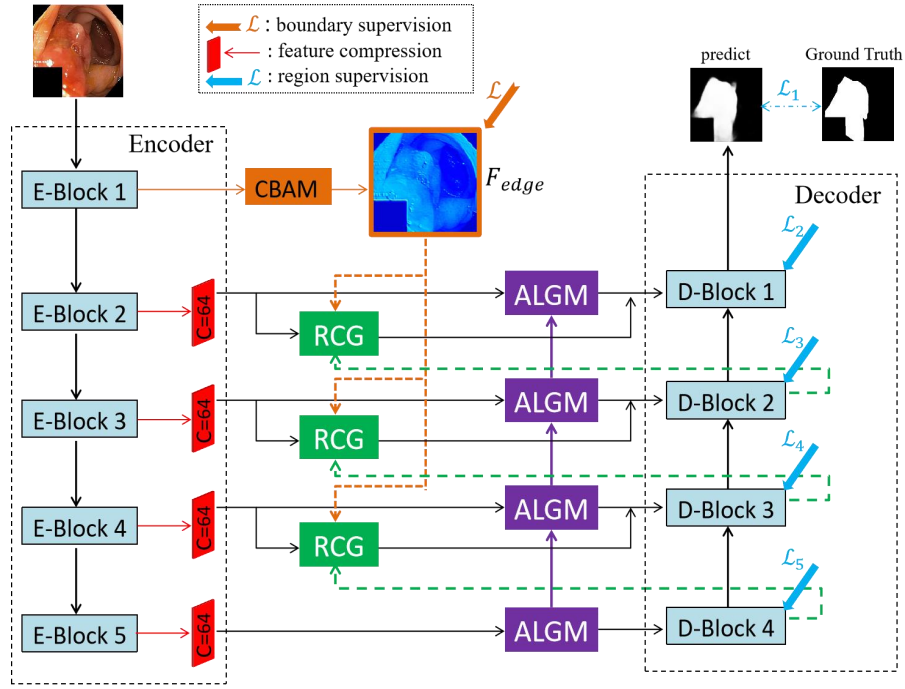 ℒ : boundary supervision
: feature compression
ℒ : region supervision
predict
Ground Truth
ℒ₁
Encoder
ℒ
E-Block 1
CBAM
F_edge
Decoder
ℒ₂
E-Block 2
C=64
RCG
ALGM
D-Block 1
ℒ₃
E-Block 3
C=64
RCG
ALGM
D-Block 2
ℒ₄
E-Block 4
C=64
RCG
ALGM
D-Block 3
ℒ₅
E-Block 5
C=64
ALGM
D-Block 4